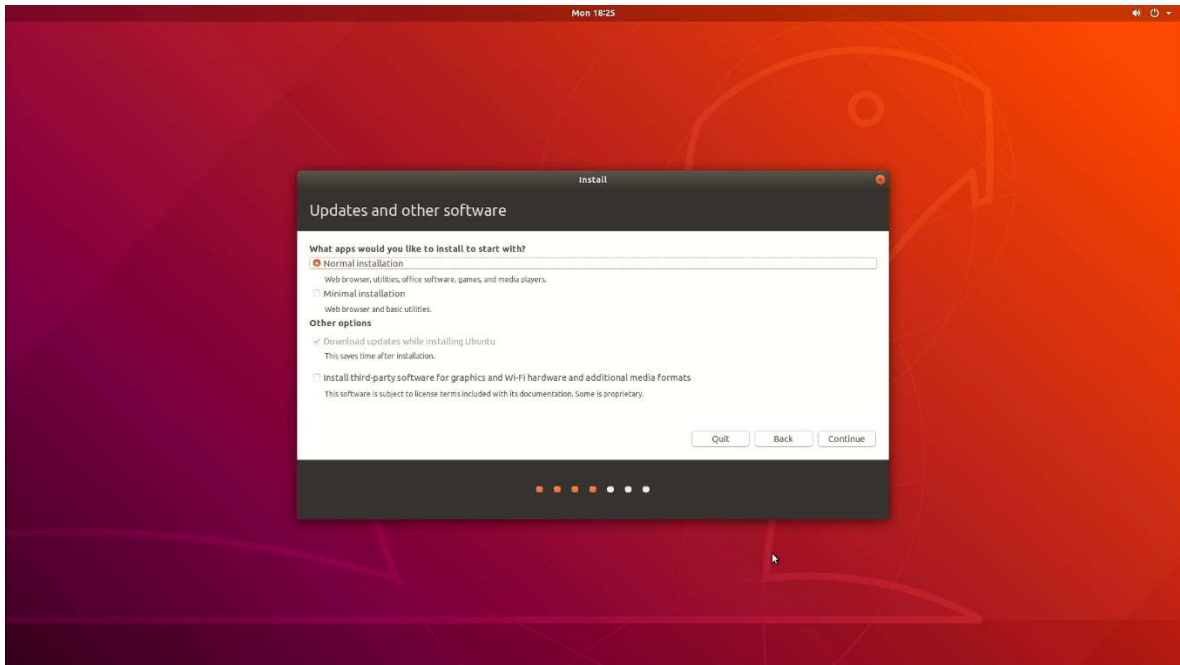 Mon 18:25
Install
Updates and other software
What apps would you like to install to start with?
Normal installation
Web browser, utilities, office software, games, and media players.
Minimal installation
Web browser and basic utilities.
Other options
Download updates while installing Ubuntu
This saves time after installation.
Install third-party software for graphics and Wi-Fi hardware and additional media formats
This software is subject to license terms included with its documentation. Some is proprietary.
Quit Back Continue